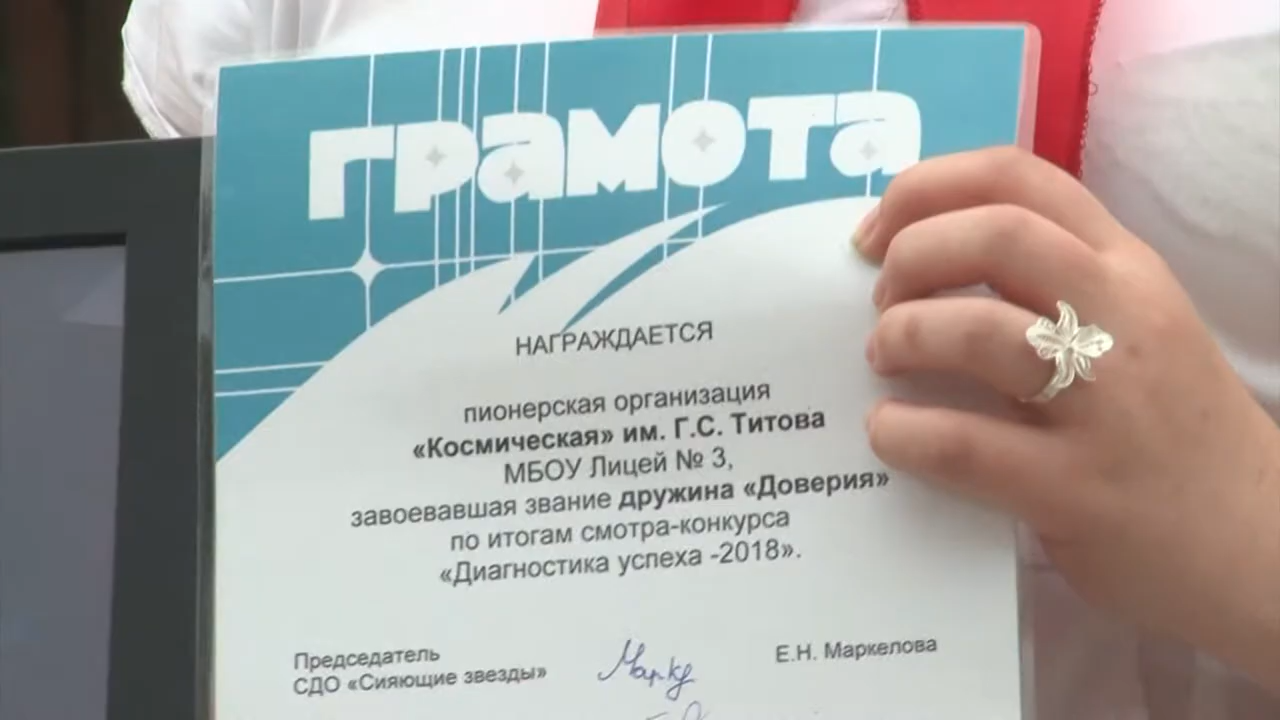 грамота
НАГРАЖДАЕТСЯ
пионерская организация
«Космическая» им. Г.С. Титова
МБОУ Лицей № 3,
завоевавшая звание дружина «Доверия»
по итогам смотра-конкурса
«Диагностика успеха -2018».
Председатель
СДО «Сияющие звезды»
Е.Н. Маркелова